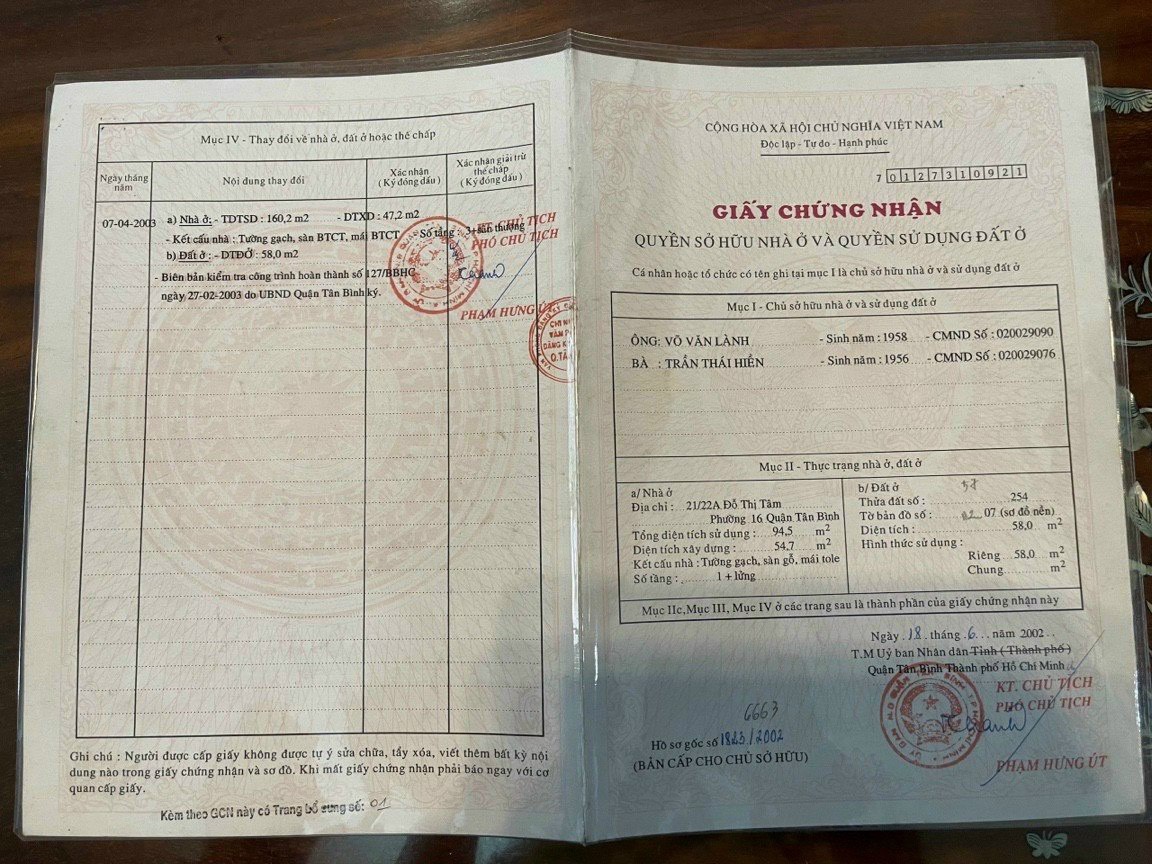 Mục IV - Thay đổi về nhà ở, đất ở hoặc thế chấp
Ngày tháng năm
Nội dung thay đổi
Xác nhận (Ký đóng dấu)
Xác nhận giải trừ thế chấp (Ký đóng dấu)
07-04-2003
a) Nhà ở: - TDTSD : 160,2 m2 - DTXD : 47,2 m2
- Kết cấu nhà : Tường gạch, sàn BTCT, mái BTCT. Số tầng : 3+sân thượng
b) Đất ở: - DTĐỞ : 58,0 m2
- Biên bản kiểm tra công trình hoàn thành số 127/BBHC
ngày 27-02-2003 do UBND Quận Tân Bình ký.
KT. CHỦ TỊCH
PHÓ CHỦ TỊCH
PHẠM HƯNG ÚT
Ghi chú : Người được cấp giấy không được tự ý sửa chữa, tẩy xóa, viết thêm bất kỳ nội
dung nào trong giấy chứng nhận và sơ đồ. Khi mất giấy chứng nhận phải báo ngay với cơ
quan cấp giấy.
Kèm theo GCN này có Trang bổ sung số: 01
CỘNG HÒA XÃ HỘI CHỦ NGHĨA VIỆT NAM
Độc lập - Tự do - Hạnh phúc
7 0127310921
GIẤY CHỨNG NHẬN
QUYỀN SỞ HỮU NHÀ Ở VÀ QUYỀN SỬ DỤNG ĐẤT Ở
Cá nhân hoặc tổ chức có tên ghi tại mục I là chủ sở hữu nhà ở và sử dụng đất ở
Mục I - Chủ sở hữu nhà ở và sử dụng đất ở
ÔNG: VÕ VĂN LÀNH - Sinh năm : 1958 - CMND Số : 020029090
BÀ : TRẦN THÁI HIỀN - Sinh năm : 1956 - CMND Số : 020029076
Mục II - Thực trạng nhà ở, đất ở
a/ Nhà ở
Địa chỉ : 21/22A Đỗ Thị Tâm
Phường 16 Quận Tân Bình
Tổng diện tích sử dụng : 94,5 m2
Diện tích xây dựng : 54,7 m2
Kết cấu nhà : Tường gạch, sàn gỗ, mái tole
Số tầng : 1 + lửng
b/ Đất ở
Thửa đất số : 254
Tờ bản đồ số : 07 (sơ đồ nền)
Diện tích : 58,0 m2
Hình thức sử dụng :
Riêng 58,0 m2
Chung m2
Mục IIc, Mục III, Mục IV ở các trang sau là thành phần của giấy chứng nhận này
Ngày 18 tháng 6 năm 2002
T.M Uỷ ban Nhân dân Tỉnh ( Thành phố )
Quận Tân Bình Thành phố Hồ Chí Minh
KT. CHỦ TỊCH
PHÓ CHỦ TỊCH
PHẠM HƯNG ÚT
6663
Hồ sơ gốc số 1823/2002
(BẢN CẤP CHO CHỦ SỞ HỮU)